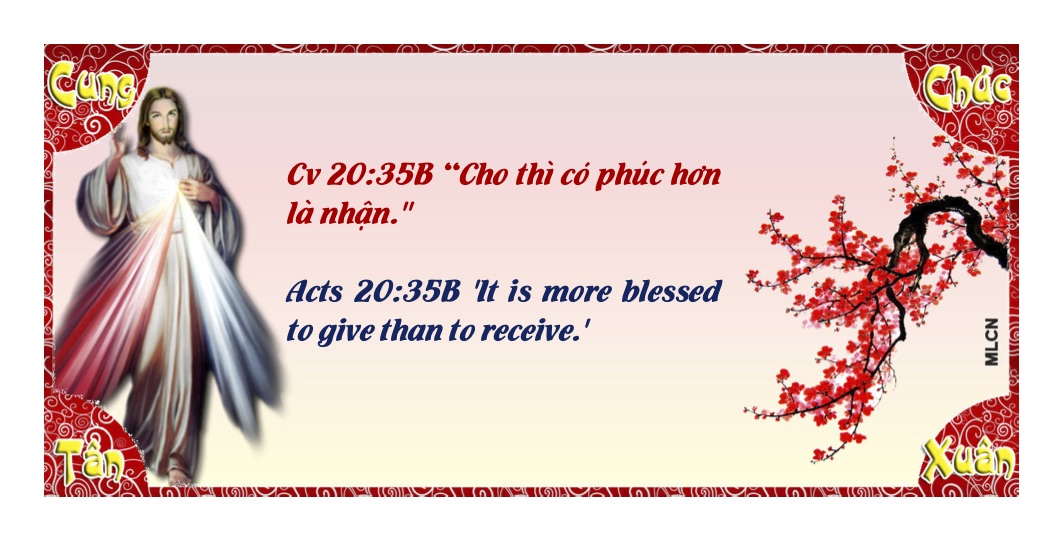 Cung
Chúc
Cv 20:35B “Cho thì có phúc hơn
là nhận."
Acts 20:35B 'It is more blessed
to give than to receive.'
MLCN
Tân
Xuân